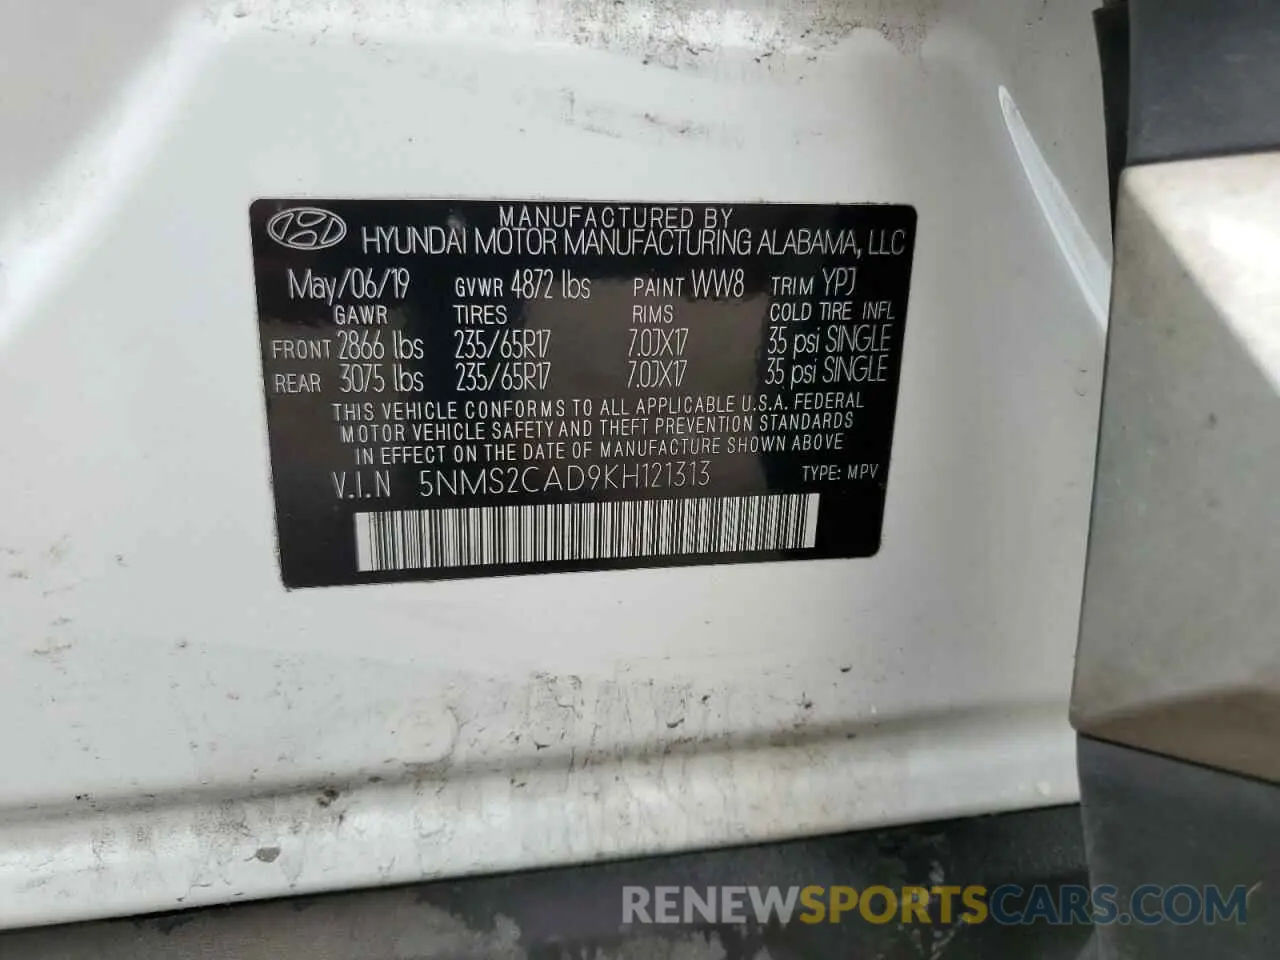 MANUFACTURED BY
HYUNDAI MOTOR MANUFACTURING ALABAMA, LLC
May/06/19 GVWR 4872 lbs PAINT WW8 TRIM YPJ
GAWR TIRES RIMS COLD TIRE INFL
FRONT 2866 lbs 235/65R17 7.0JX17 35 psi SINGLE
REAR 3075 lbs 235/65R17 7.0JX17 35 psi SINGLE
THIS VEHICLE CONFORMS TO ALL APPLICABLE U.S.A. FEDERAL
MOTOR VEHICLE SAFETY AND THEFT PREVENTION STANDARDS
IN EFFECT ON THE DATE OF MANUFACTURE SHOWN ABOVE
V.I.N 5NMS2CAD9KH121313 TYPE: MPV
RENEWSPORTSCARS.COM